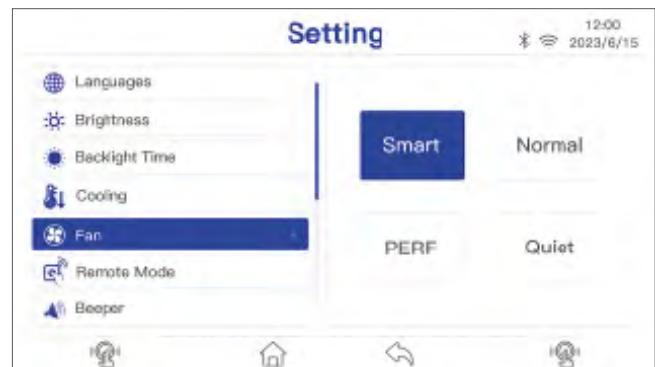 Setting
12:00
2023/6/15
Languages
Brightness
Backlight Time
Cooling
Fan
Remote Mode
Beeper
Smart
Normal
PERF
Quiet